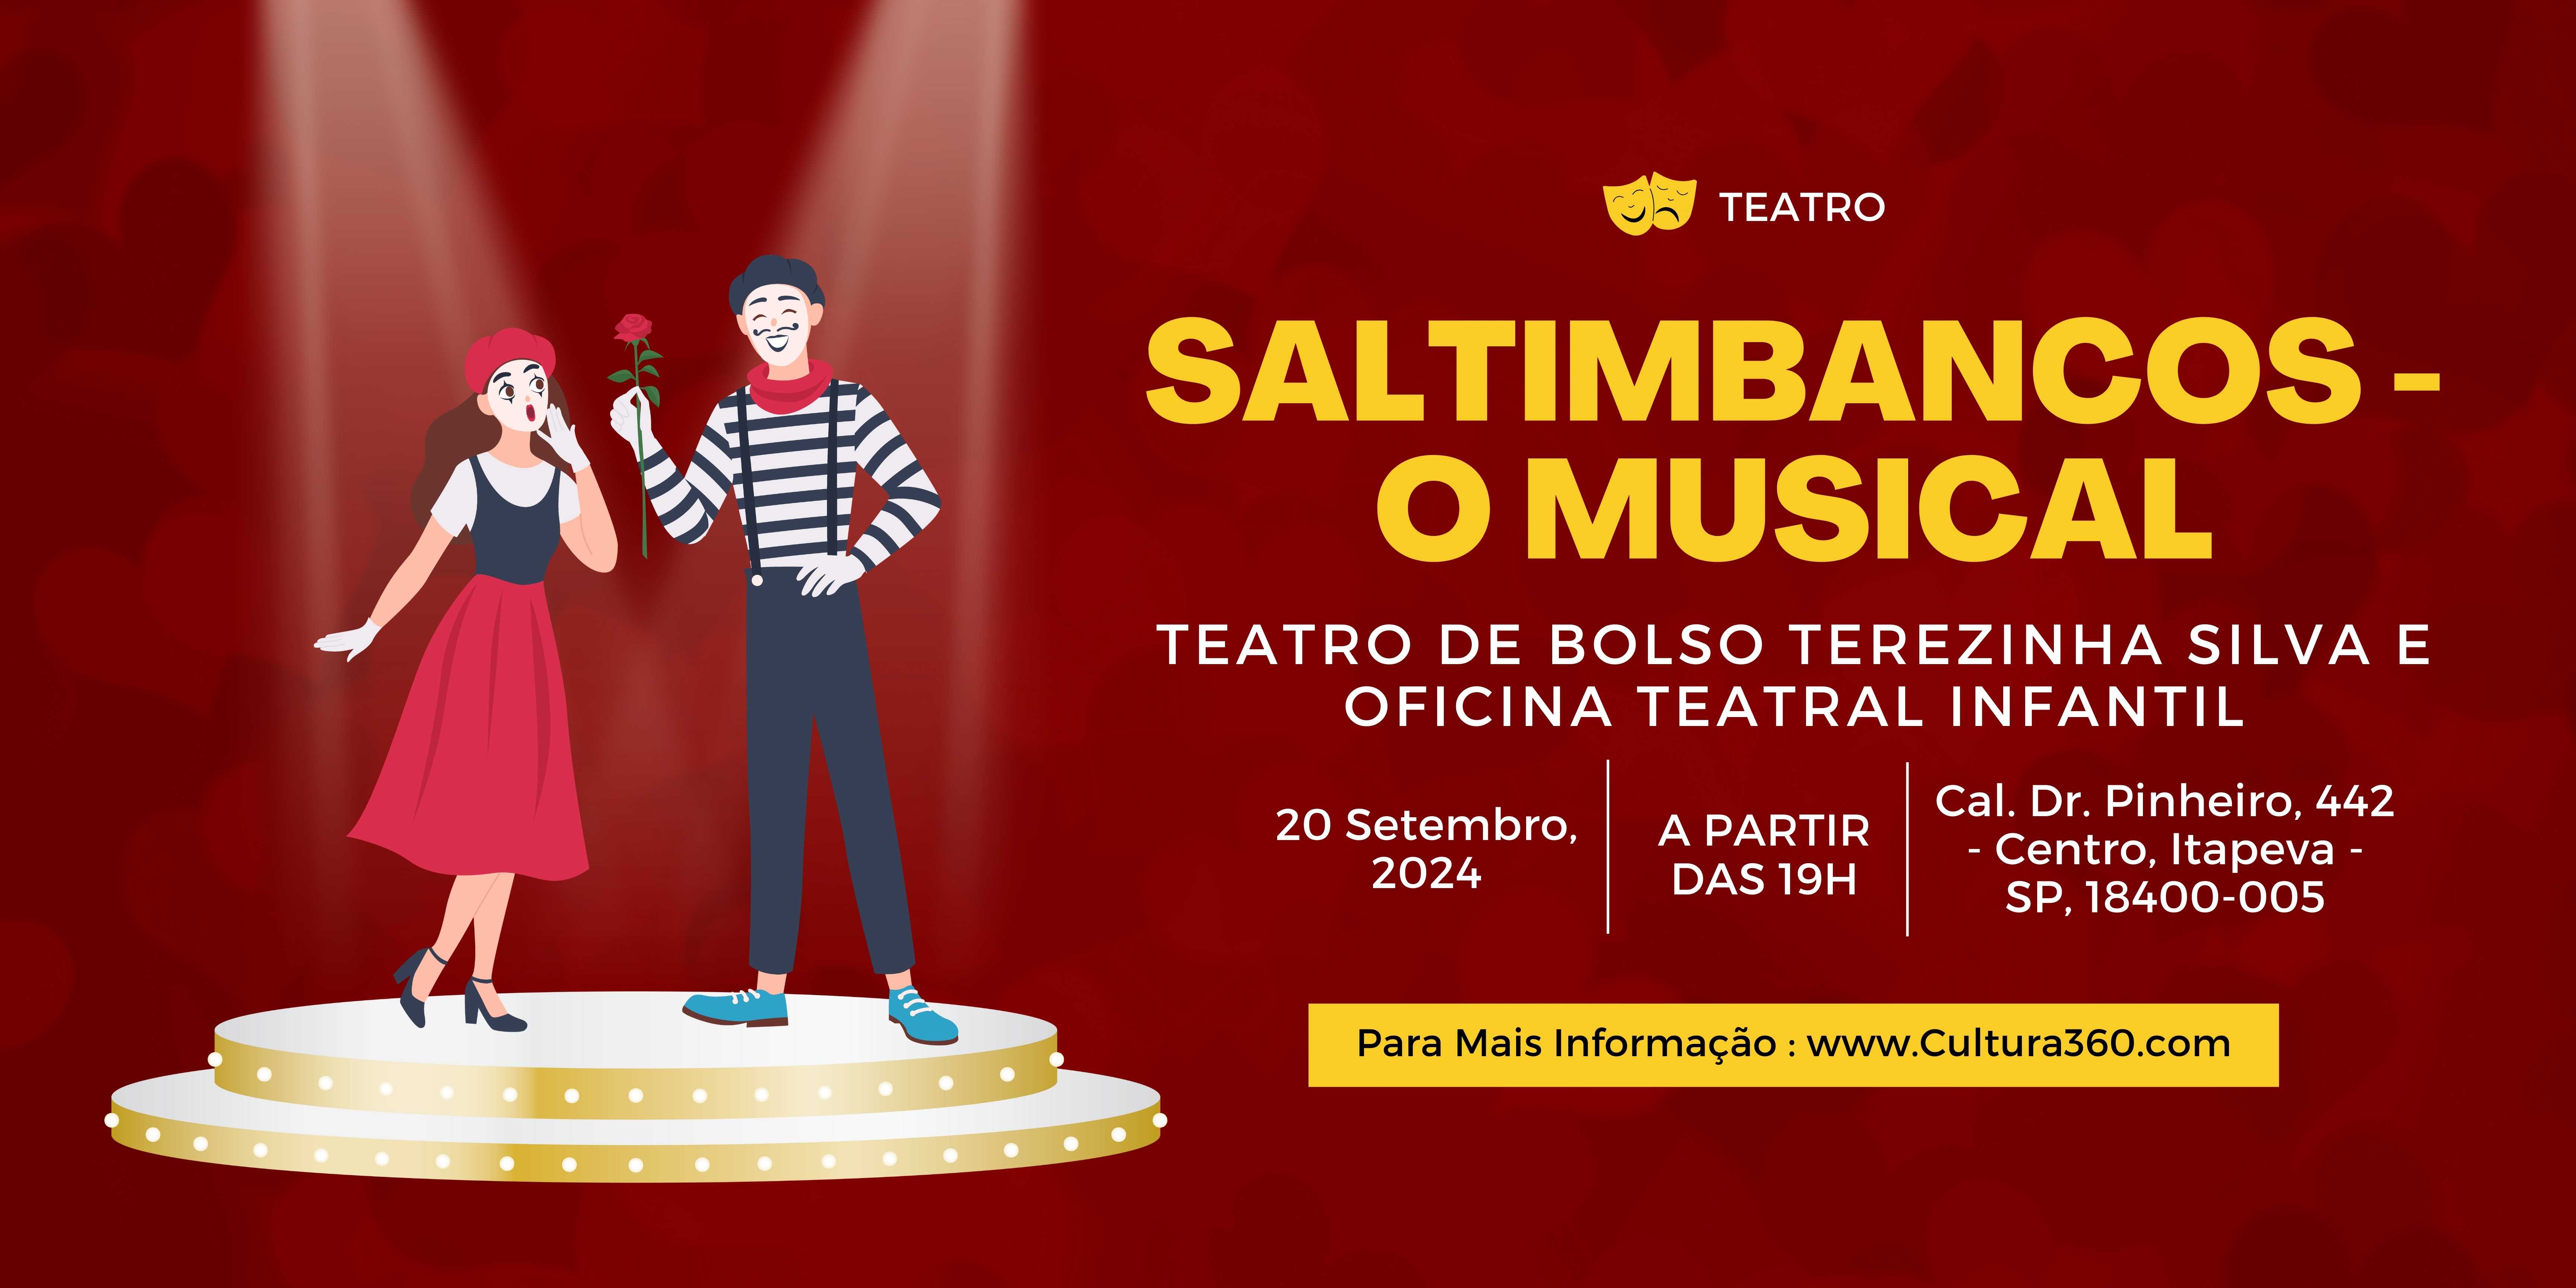 TEATRO
SALTIMBANCOS -
O MUSICAL
TEATRO DE BOLSO TEREZINHA SILVA E
OFICINA TEATRAL INFANTIL
20 Setembro,
2024
A PARTIR
DAS 19H
Cal. Dr. Pinheiro, 442
- Centro, Itapeva -
SP, 18400-005
Para Mais Informação : www.Cultura360.com